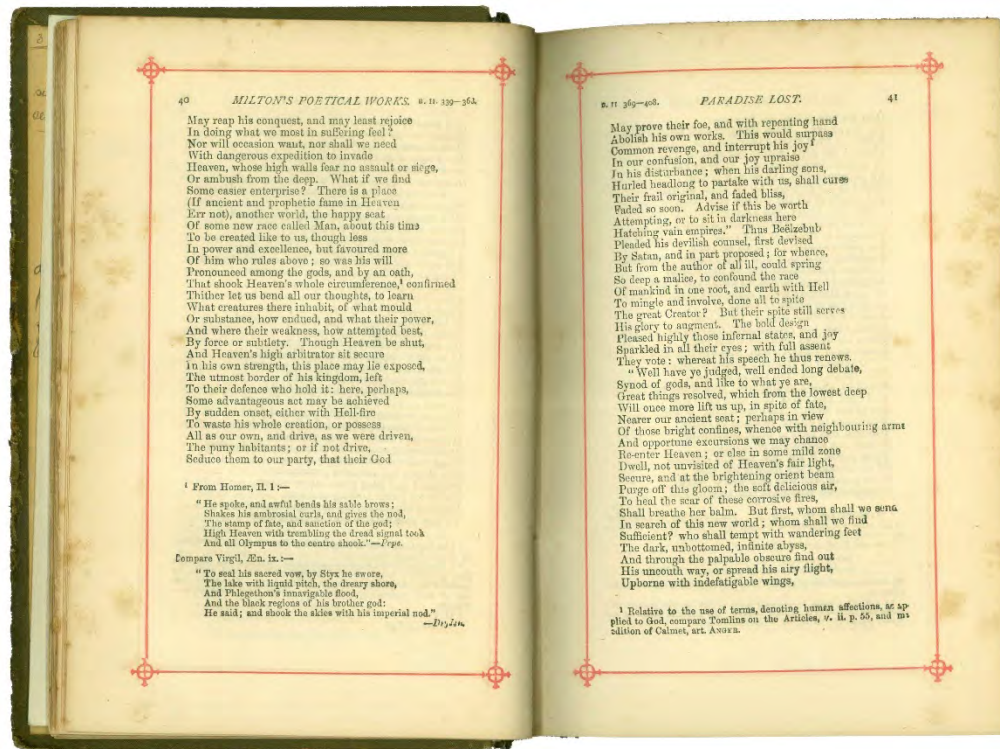 40 MILTON'S POETICAL WORKS. B. II. 339—368.
May reap his conquest, and may least rejoice
In doing what we most in suffering feel?
Nor will occasion want, nor shall we need
With dangerous expedition to invade
Heaven, whose high walls fear no assault or siege,
Or ambush from the deep. What if we find
Some easier enterprise? There is a place
(If ancient and prophetic fame in Heaven
Err not), another world, the happy seat
Of some new race called Man, about this time
To be created like to us, though less
In power and excellence, but favoured more
Of him who rules above; so was his will
Pronounced among the gods, and by an oath,
That shook Heaven's whole circumference,¹ confirmed
Thither let us bend all our thoughts, to learn
What creatures there inhabit, of what mould
Or substance, how endued, and what their power,
And where their weakness, how attempted best,
By force or subtlety. Though Heaven be shut,
And Heaven's high arbitrator sit secure
In his own strength, this place may lie exposed,
The utmost border of his kingdom, left
To their defence who hold it: here, perhaps,
Some advantageous act may be achieved
By sudden onset, either with Hell-fire
To waste his whole creation, or possess
All as our own, and drive, as we were driven,
The puny habitants; or if not drive,
Seduce them to our party, that their God
¹ From Homer, Il. 1:—
"He spoke, and awful bends his sable brows;
Shakes his ambrosial curls, and gives the nod,
The stamp of fate, and sanction of the god;
High Heaven with trembling the dread signal took
And all Olympus to the centre shook."—Pope.
Compare Virgil, Æn. ix.:—
"To seal his sacred vow, by Styx he swore,
The lake with liquid pitch, the dreary shore,
And Phlegethon's innavigable flood,
And the black regions of his brother god:
He said; and shook the skies with his imperial nod."
—Dryden.
B. II 369—408. PARADISE LOST. 41
May prove their foe, and with repenting hand
Abolish his own works. This would surpass
Common revenge, and interrupt his joy¹
In our confusion, and our joy upraise
In his disturbance; when his darling sons,
Hurled headlong to partake with us, shall curse
Their frail original, and faded bliss,
Faded so soon. Advise if this be worth
Attempting, or to sit in darkness here
Hatching vain empires." Thus Beëlzebub
Pleaded his devilish counsel, first devised
By Satan, and in part proposed; for whence,
But from the author of all ill, could spring
So deep a malice, to confound the race
Of mankind in one root, and earth with Hell
To mingle and involve, done all to spite
The great Creator? But their spite still serves
His glory to augment. The bold design
Pleased highly those infernal states, and joy
Sparkled in all their eyes; with full assent
They vote: whereat his speech he thus renews.
"Well have ye judged, well ended long debate,
Synod of gods, and like to what ye are,
Great things resolved, which from the lowest deep
Will once more lift us up, in spite of fate,
Nearer our ancient seat; perhaps in view
Of those bright confines, whence with neighbouring arms
And opportune excursions we may chance
Re-enter Heaven; or else in some mild zone
Dwell, not unvisited of Heaven's fair light,
Secure, and at the brightening orient beam
Purge off this gloom; the soft delicious air,
To heal the scar of these corrosive fires,
Shall breathe her balm. But first, whom shall we send
In search of this new world; whom shall we find
Sufficient? who shall tempt with wandering feet
The dark, unbottomed, infinite abyss,
And through the palpable obscure find out
His uncouth way, or spread his airy flight,
Upborne with indefatigable wings,
¹ Relative to the use of terms, denoting human affections, as ap-
plied to God, compare Tomlins on the Articles, v. ii. p. 55, and my
edition of Calmet, art. ANGER.